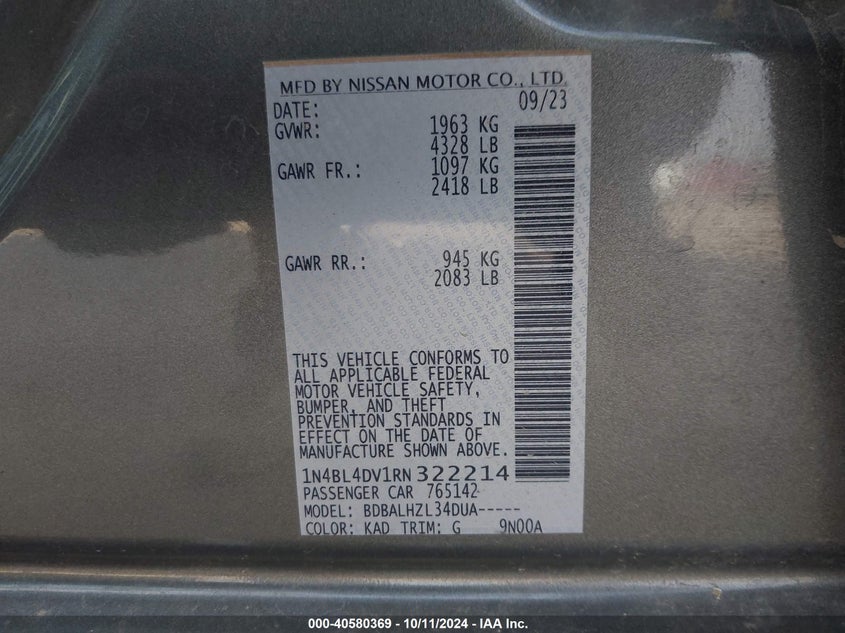 MFD BY NISSAN MOTOR CO., LTD.
DATE: 09/23
GVWR: 1963 KG
4328 LB
GAWR FR.: 1097 KG
2418 LB
GAWR RR.: 945 KG
2083 LB
THIS VEHICLE CONFORMS TO
ALL APPLICABLE FEDERAL
MOTOR VEHICLE SAFETY,
BUMPER, AND THEFT
PREVENTION STANDARDS IN
EFFECT ON THE DATE OF
MANUFACTURE SHOWN ABOVE.
1N4BL4DV1RN322214
PASSENGER CAR 765142
MODEL: BDBALHZL34DUA-----
COLOR: KAD TRIM: G 9N00A
000-40580369 - 10/11/2024 - IAA Inc.